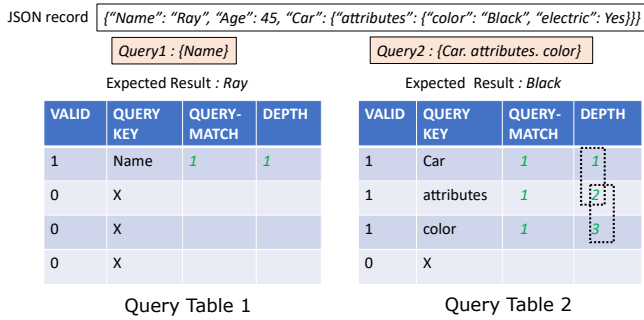 JSON record {“Name”: “Ray”, “Age”: 45, “Car”: {“attributes”: {“color”: “Black”, “electric”: Yes}}}
Query1 : {Name}
Expected Result : Ray
VALID QUERY KEY QUERY-MATCH DEPTH
1 Name 1 1
0 X
0 X
0 X
Query Table 1
Query2 : {Car. attributes. color}
Expected Result : Black
VALID QUERY KEY QUERY-MATCH DEPTH
1 Car 1 1
1 attributes 1 2
1 color 1 3
0 X
Query Table 2